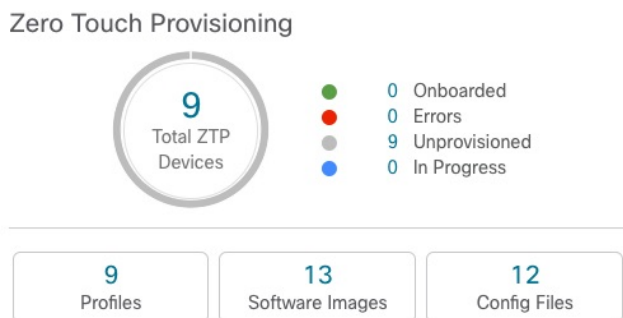 Zero Touch Provisioning
9
Total ZTP
Devices
0 Onboarded
0 Errors
9 Unprovisioned
0 In Progress
9
Profiles
13
Software Images
12
Config Files